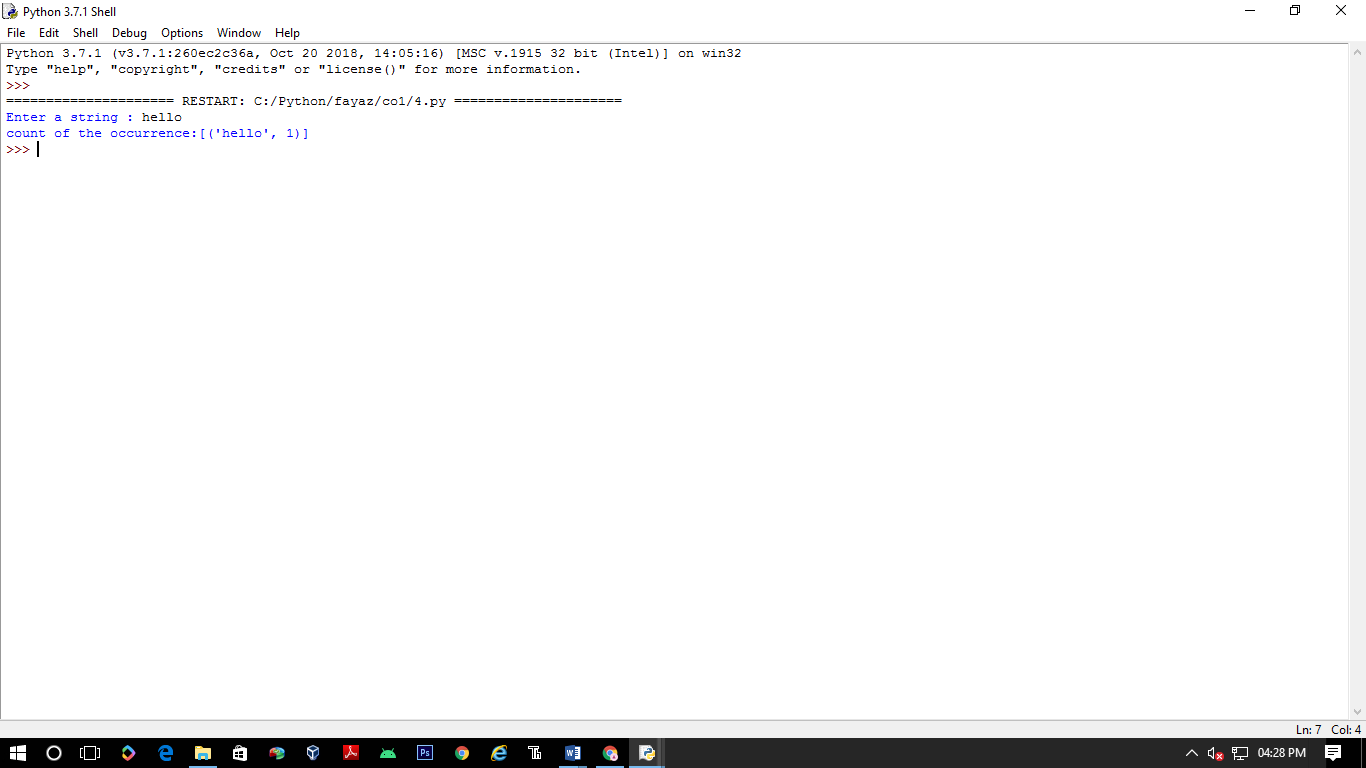 Python 3.7.1 Shell
File Edit Shell Debug Options Window Help
Python 3.7.1 (v3.7.1:260ec2c36a, Oct 20 2018, 14:05:16) [MSC v.1915 32 bit (Intel)] on win32
Type "help", "copyright", "credits" or "license()" for more information.
>>>
===================== RESTART: C:/Python/fayaz/co1/4.py =====================
Enter a string : hello
count of the occurrence:[('hello', 1)]
>>>
Ln: 7 Col: 4
Ps
04:28 PM